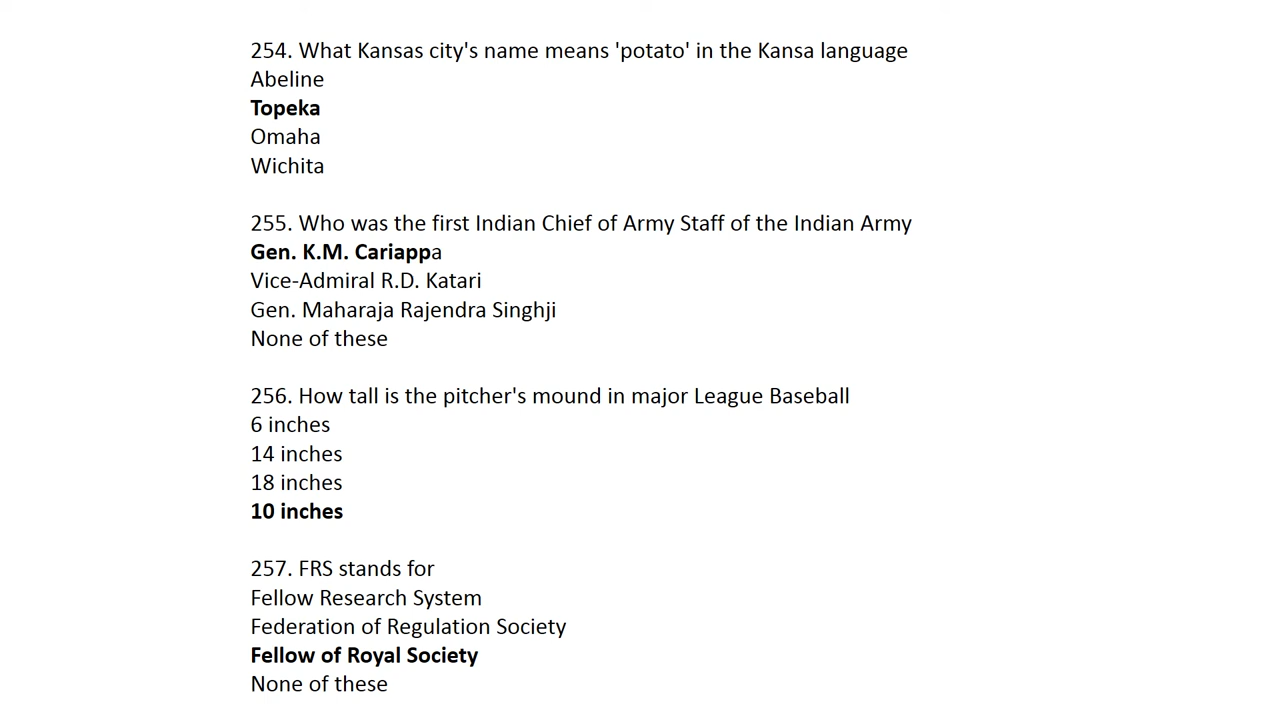 254. What Kansas city's name means 'potato' in the Kansa language
Abeline
Topeka
Omaha
Wichita
255. Who was the first Indian Chief of Army Staff of the Indian Army
Gen. K.M. Cariappa
Vice-Admiral R.D. Katari
Gen. Maharaja Rajendra Singhji
None of these
256. How tall is the pitcher's mound in major League Baseball
6 inches
14 inches
18 inches
10 inches
257. FRS stands for
Fellow Research System
Federation of Regulation Society
Fellow of Royal Society
None of these